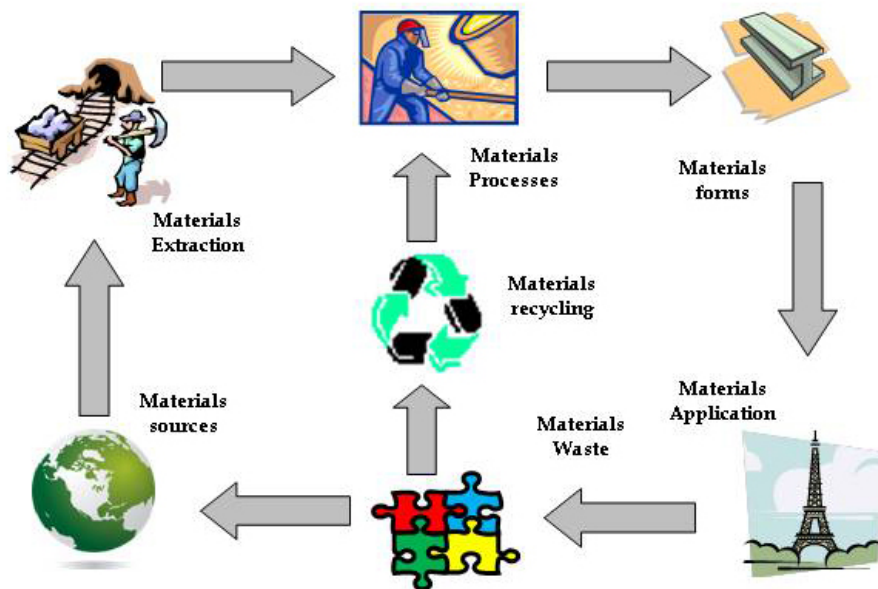 Materials
Processes
Materials
forms
Materials
Extraction
Materials
recycling
Materials
sources
Materials
Application
Materials
Waste